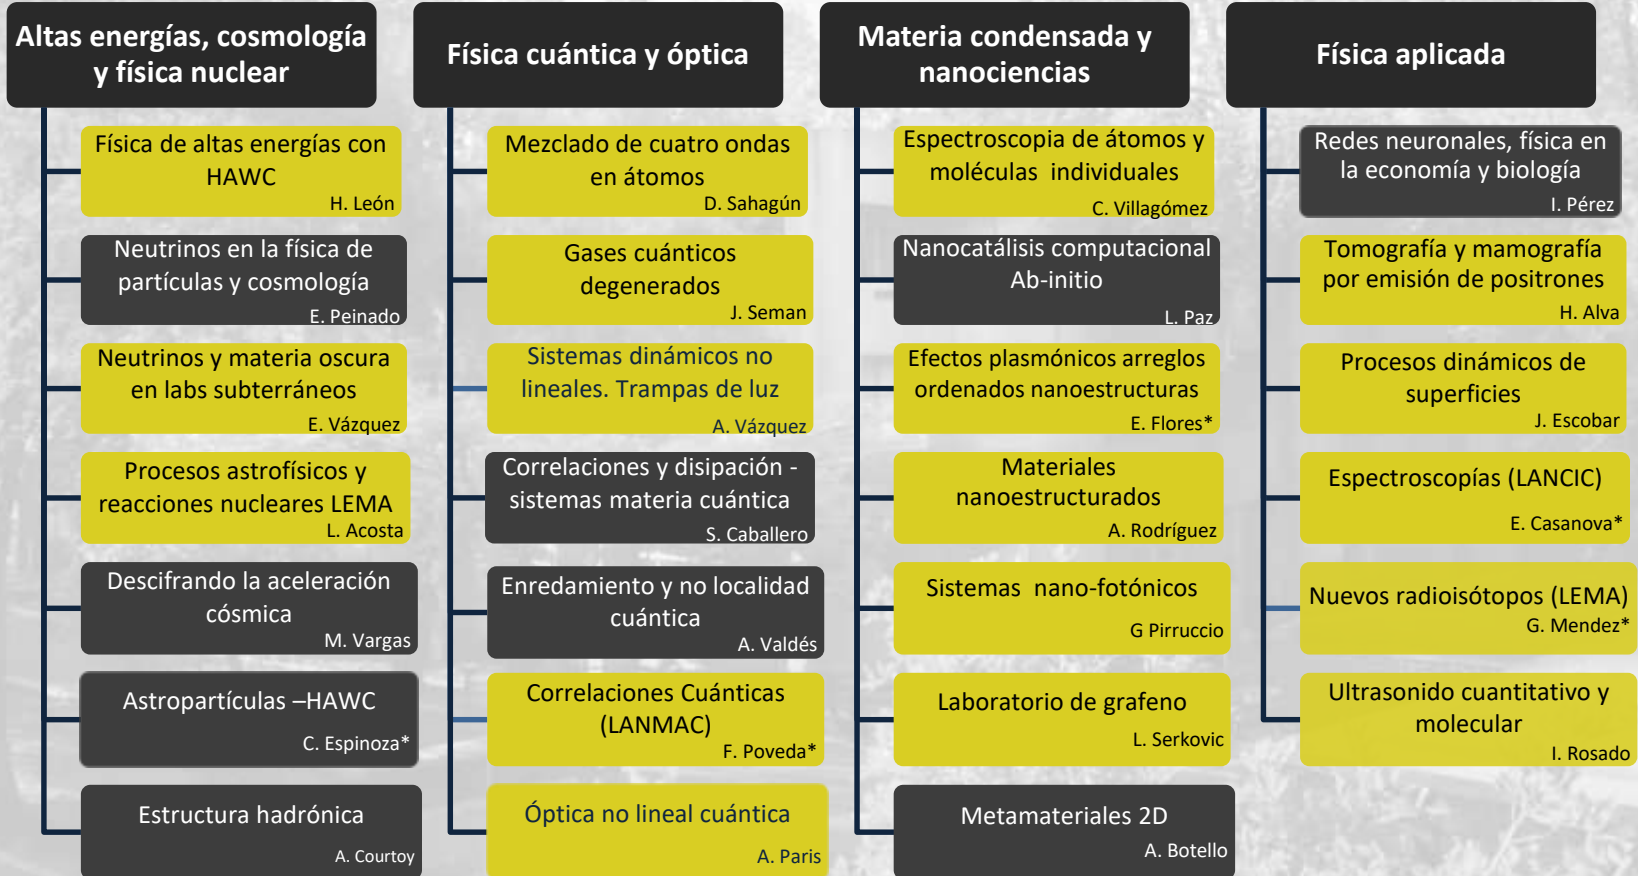 Altas energías, cosmología
y física nuclear
Física de altas energías con
HAWC
H. León
Neutrinos en la física de
partículas y cosmología
E. Peinado
Neutrinos y materia oscura
en labs subterráneos
E. Vázquez
Procesos astrofísicos y
reacciones nucleares LEMA
L. Acosta
Descifrando la aceleración
cósmica
M. Vargas
Astropartículas –HAWC
C. Espinoza*
Estructura hadrónica
A. Courtoy
Física cuántica y óptica
Mezclado de cuatro ondas
en átomos
D. Sahagún
Gases cuánticos
degenerados
J. Seman
Sistemas dinámicos no
lineales. Trampas de luz
A. Vázquez
Correlaciones y disipación -
sistemas materia cuántica
S. Caballero
Enredamiento y no localidad
cuántica
A. Valdés
Correlaciones Cuánticas
(LANMAC)
F. Poveda*
Óptica no lineal cuántica
A. Paris
Materia condensada y
nanociencias
Espectroscopia de átomos y
moléculas  individuales
C. Villagómez
Nanocatálisis computacional
Ab-initio
L. Paz
Efectos plasmónicos arreglos
ordenados nanoestructuras
E. Flores*
Materiales
nanoestructurados
A. Rodríguez
Sistemas  nano-fotónicos
G Pirruccio
Laboratorio de grafeno
L. Serkovic
Metamateriales 2D
A. Botello
Física aplicada
Redes neuronales, física en
la economía y biología
I. Pérez
Tomografía y mamografía
por emisión de positrones
H. Alva
Procesos dinámicos de
superficies
J. Escobar
Espectroscopías (LANCIC)
E. Casanova*
Nuevos radioisótopos (LEMA)
G. Mendez*
Ultrasonido cuantitativo y
molecular
I. Rosado